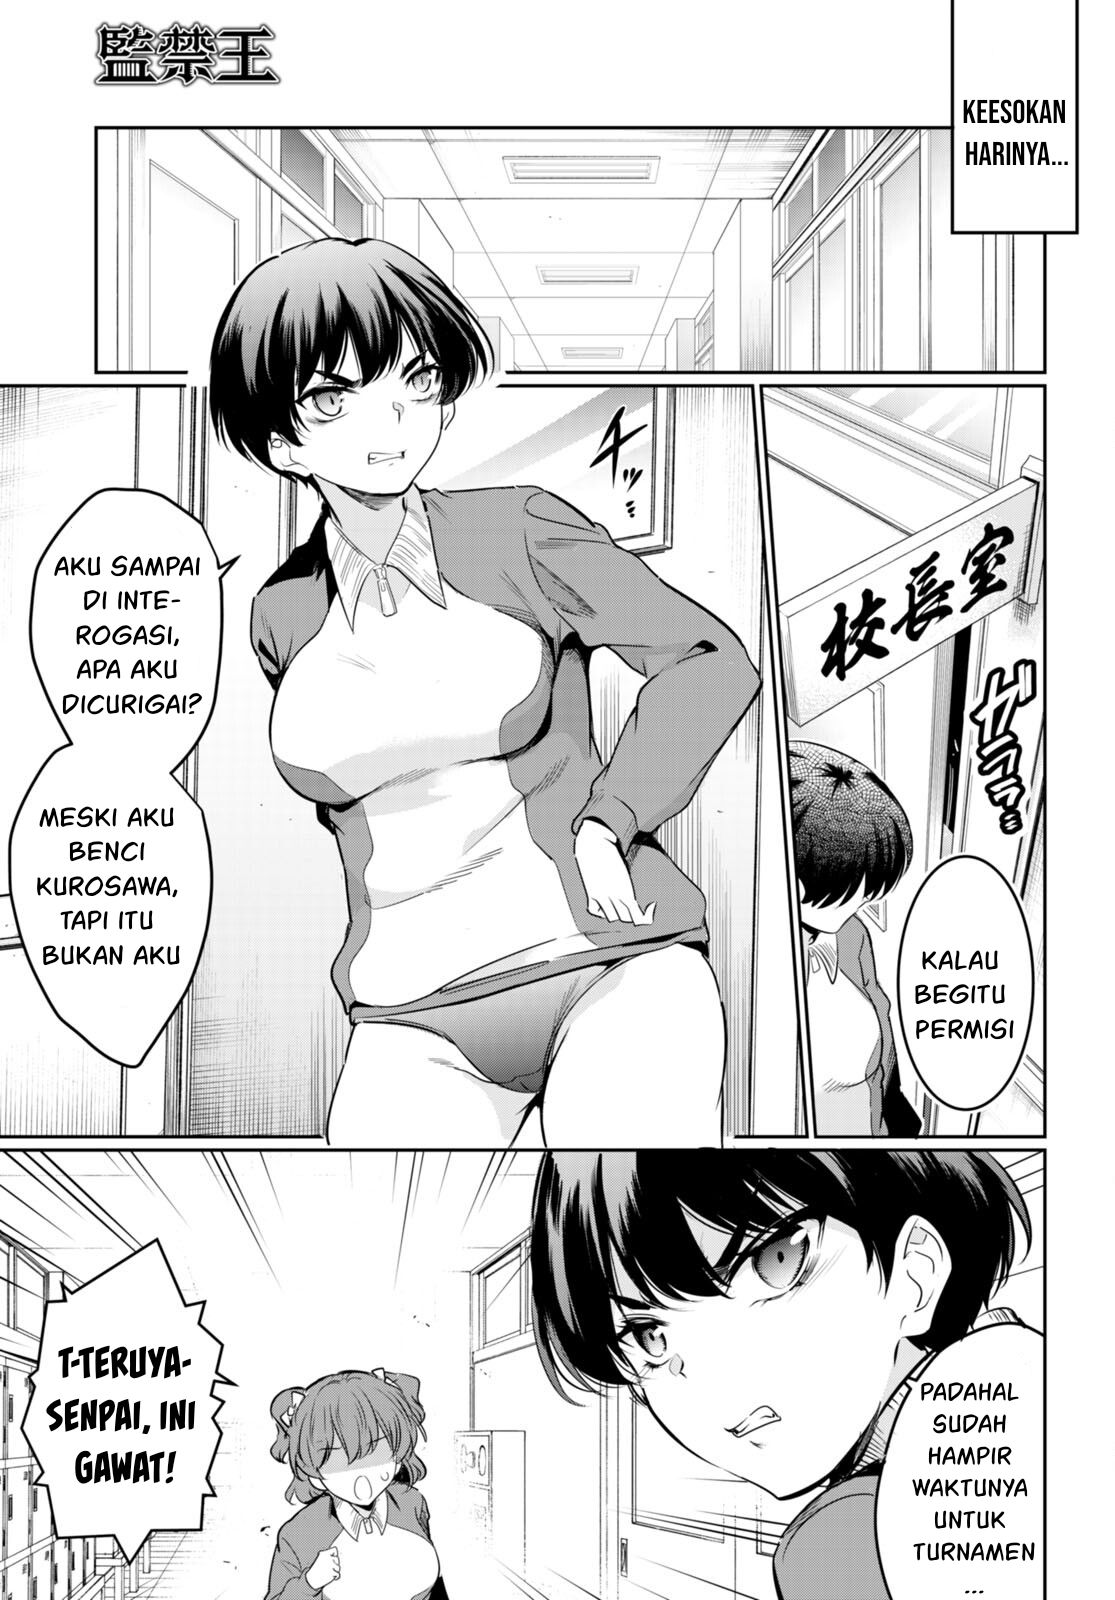 監禁王
KEESOKAN
HARINYA...
校長室
ガラララ…
KALAU
BEGITU
PERMISI
チッ…
AKU SAMPAI
DI INTE-
ROGASI,
APA AKU
DICURIGAI?
MESKI AKU
BENCI
KUROSAWA,
TAPI ITU
BUKAN AKU
PADAHAL
SUDAH
HAMPIR
WAKTUNYA
UNTUK
TURNAMEN
...
T-TERUYA-
SENPAI, INI
GAWAT!